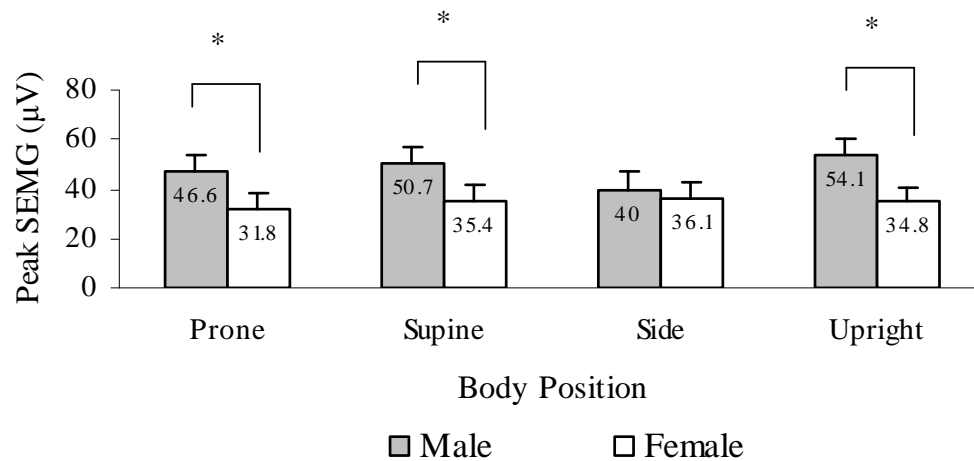 * * *
Peak SEMG (µV)
80
60
40
20
0
46.6 31.8 50.7 35.4 40 36.1 54.1 34.8
Prone Supine Side Upright
Body Position
Male Female